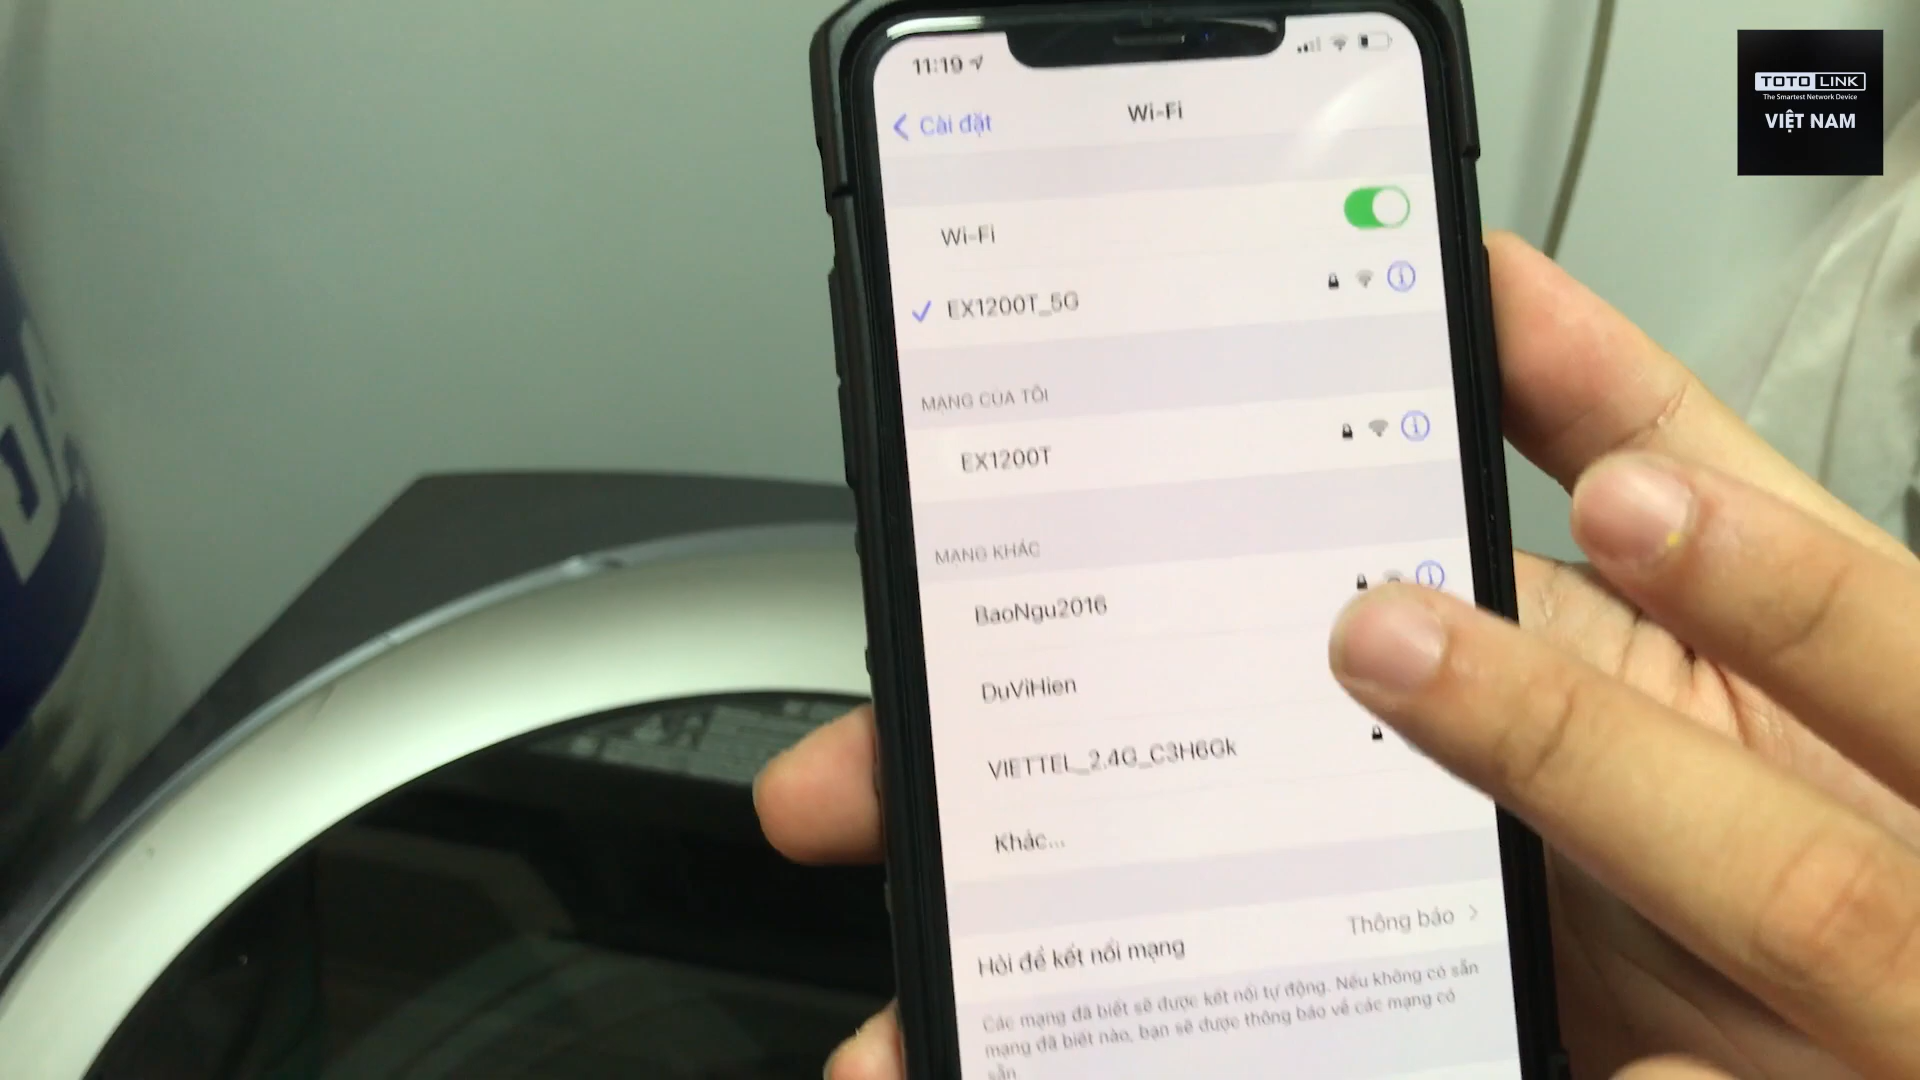 11:19
TOTO LINK
The Smartest Network Device
VIỆT NAM
Cài đặt
Wi-Fi
Wi-Fi
EX1200T_5G
MẠNG CỦA TÔI
EX1200T
MẠNG KHÁC
BaoNgu2016
DuViHien
VIETTEL_2.4G_C3H6Gk
Khác...
Hỏi để kết nối mạng
Thông báo
Các mạng đã biết sẽ được kết nối tự động. Nếu không có sẵn
mạng đã biết nào, bạn sẽ được thông báo về các mạng có
sẵn.